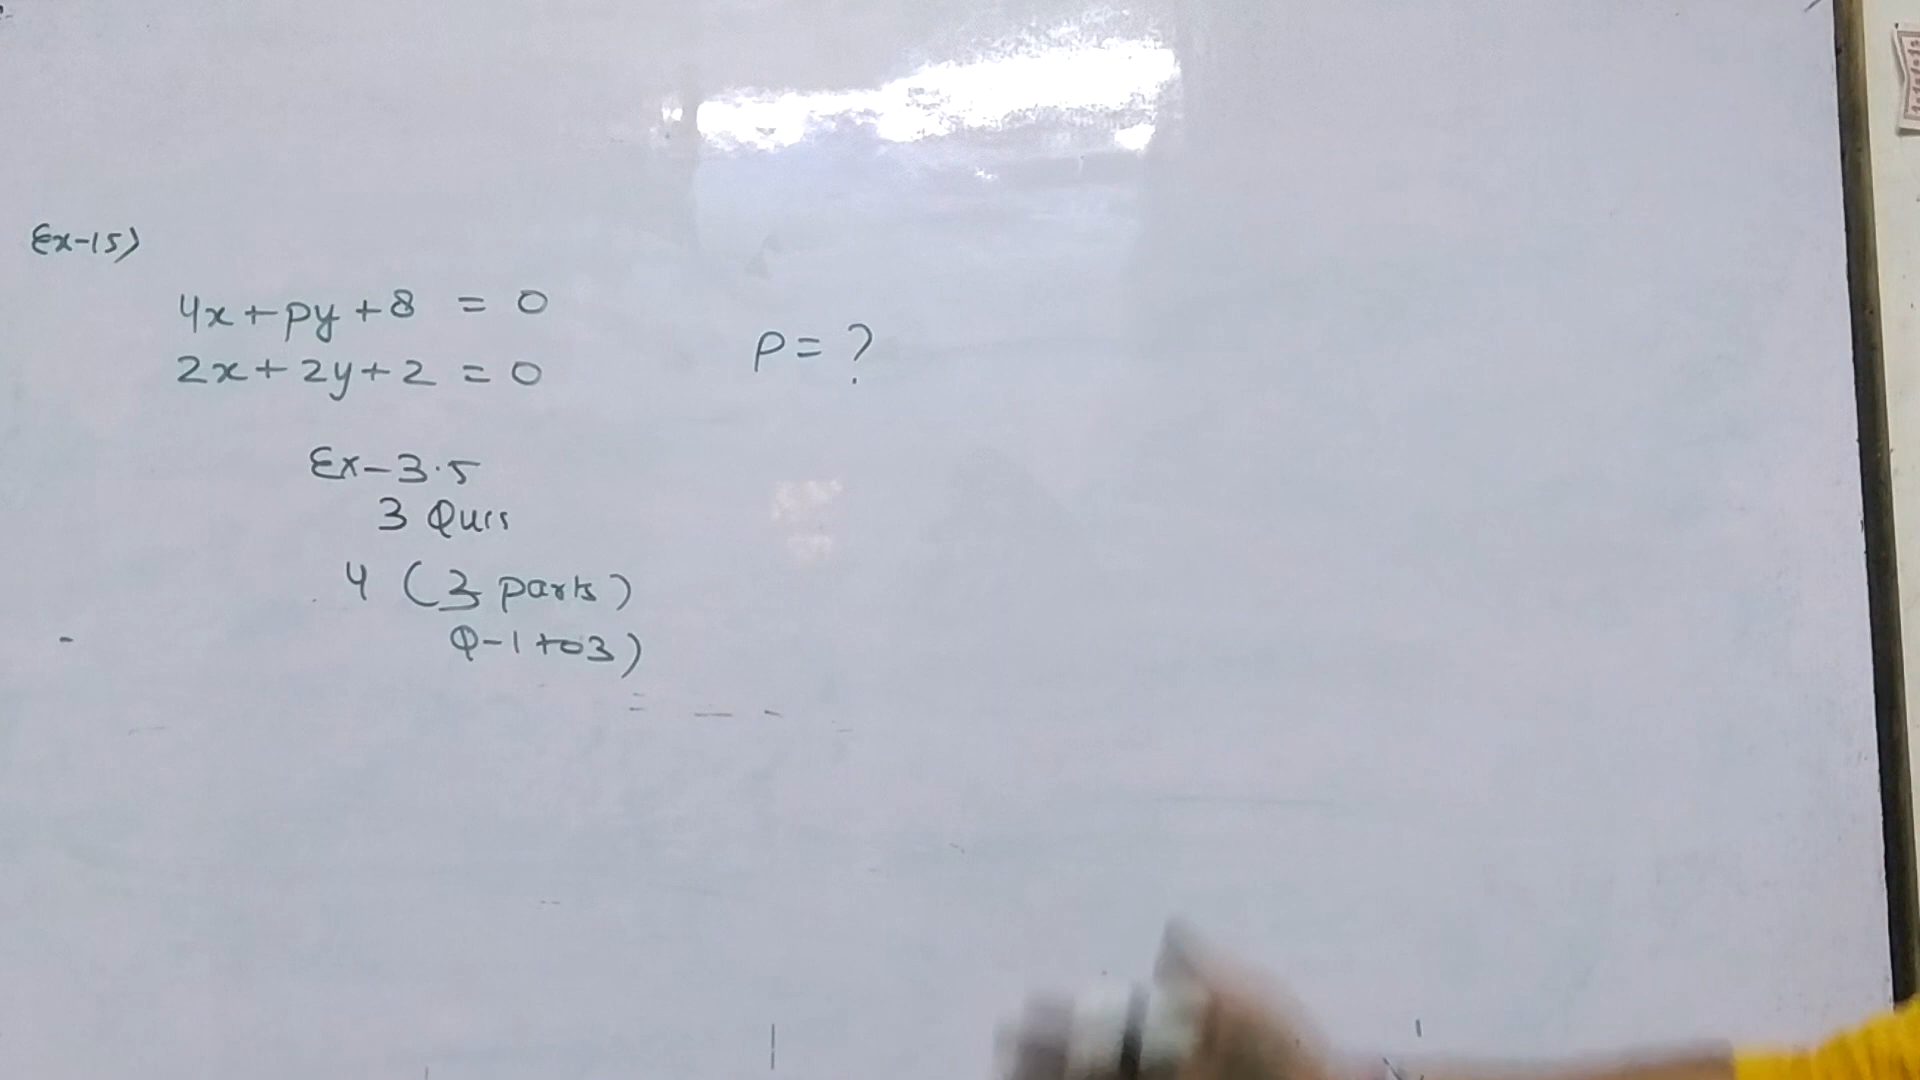 Ex-15)
4x+py+8 = 0
2x+2y+2 = 0
P= ?
Ex-3.5
3 Ques
4 (3 parts)
Q-1 to 3)